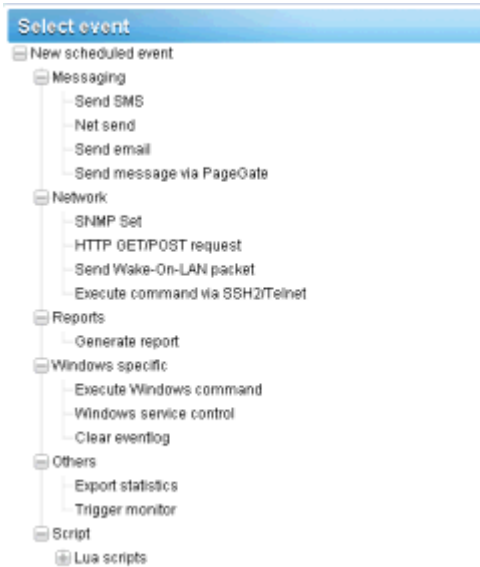 Select event
New scheduled event
Messaging
Send SMS
Net send
Send email
Send message via PageGate
Network
SNMP Set
HTTP GET/POST request
Send Wake-On-LAN packet
Execute command via SSH2/Telnet
Reports
Generate report
Windows specific
Execute Windows command
Windows service control
Clear eventlog
Others
Export statistics
Trigger monitor
Script
Lua scripts